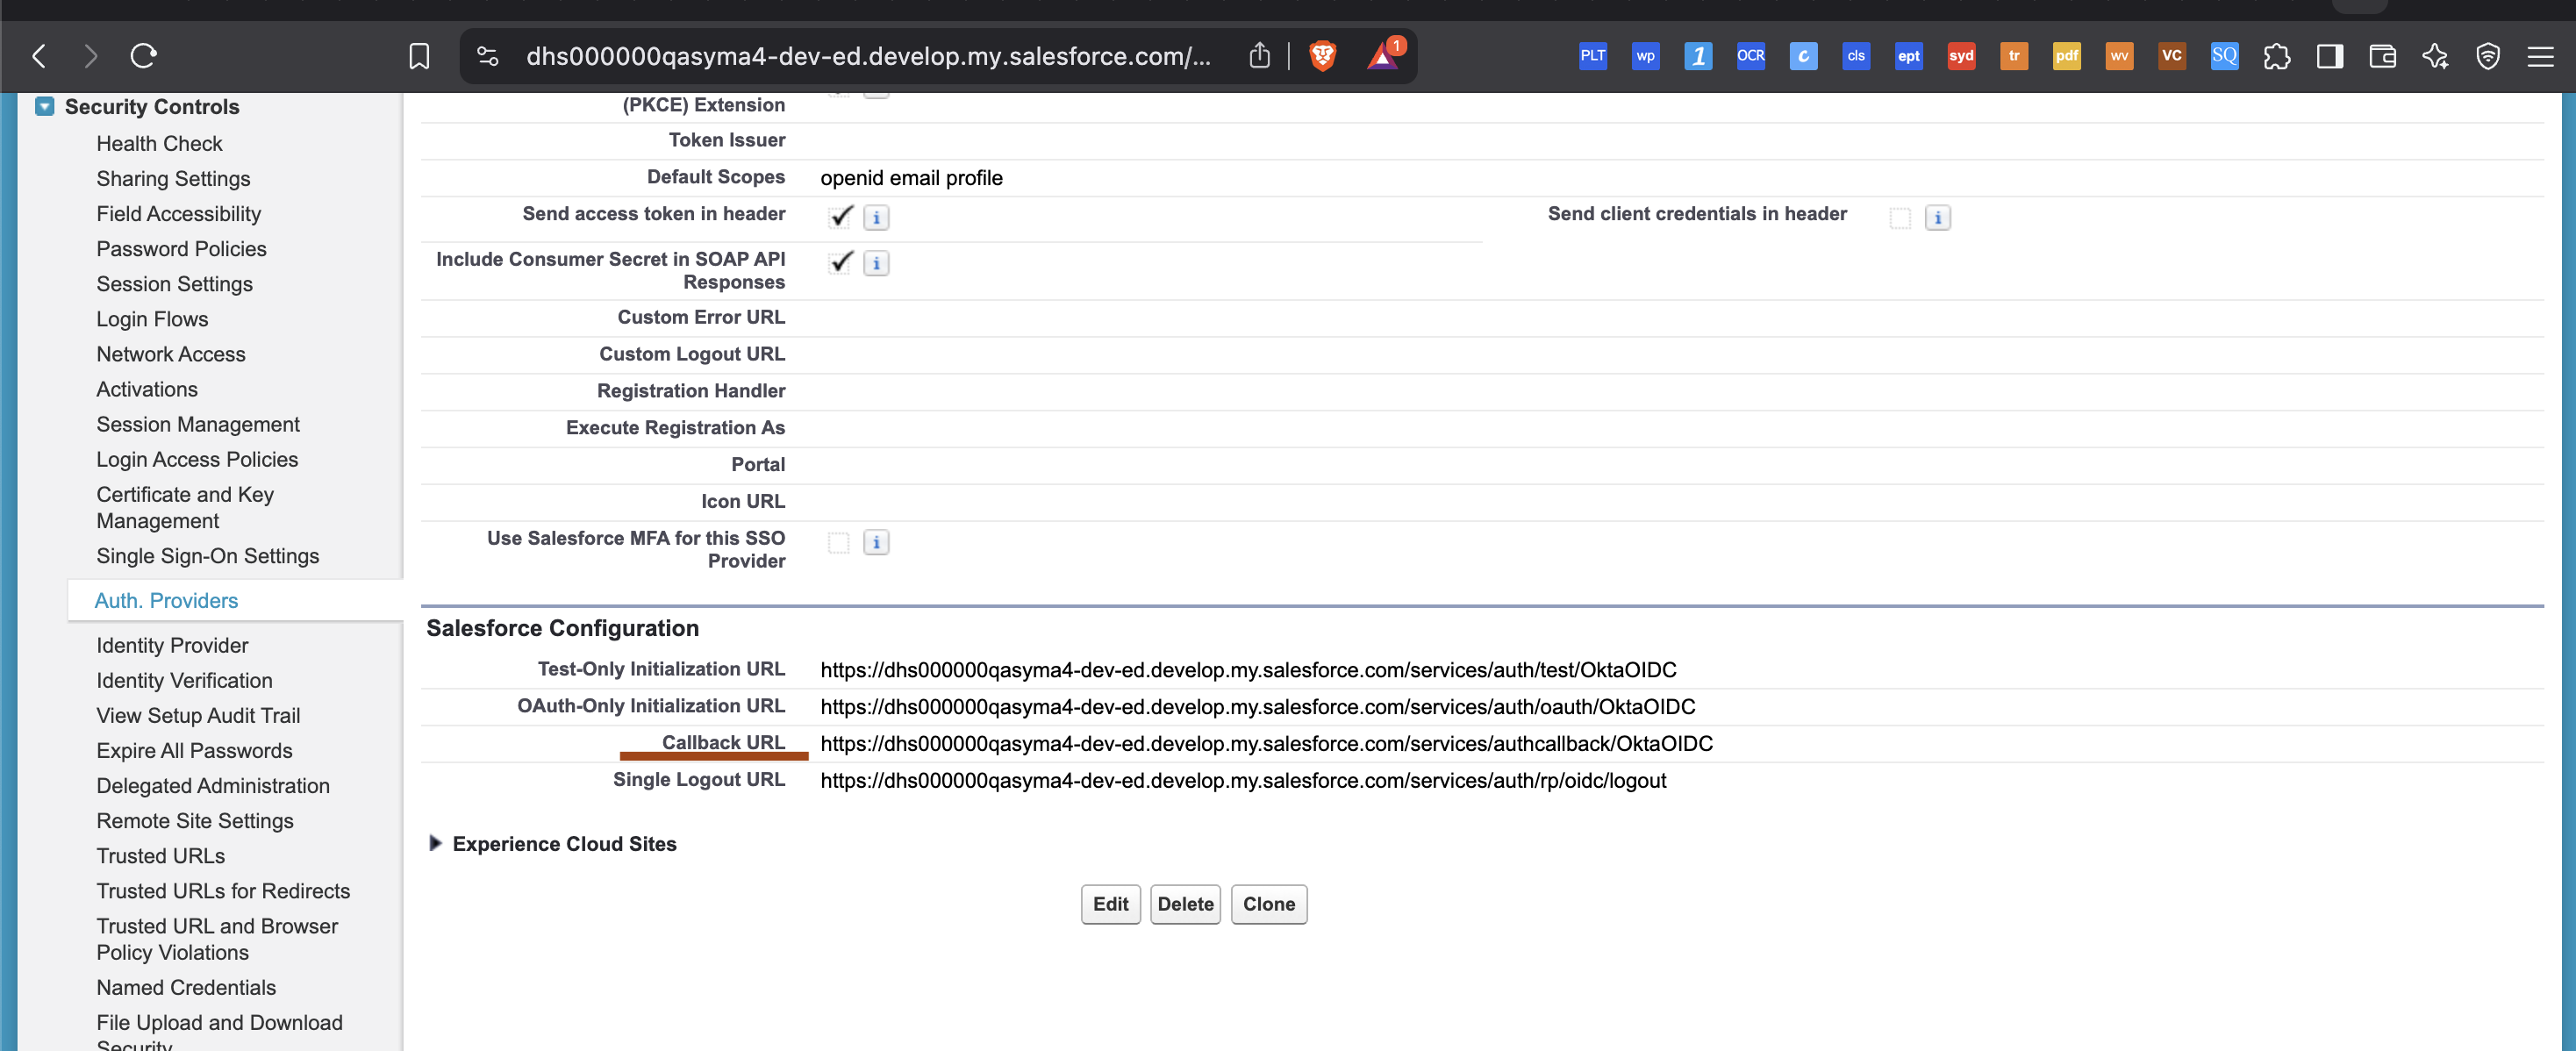 dhs000000qasyma4-dev-ed.develop.my.salesforce.com/...
1
PLT
wp
1
OCR
c
cls
ept
syd
tr
pdf
wv
VC
SQ
Security Controls
Health Check
Sharing Settings
Field Accessibility
Password Policies
Session Settings
Login Flows
Network Access
Activations
Session Management
Login Access Policies
Certificate and Key
Management
Single Sign-On Settings
Auth. Providers
Identity Provider
Identity Verification
View Setup Audit Trail
Expire All Passwords
Delegated Administration
Remote Site Settings
Trusted URLs
Trusted URLs for Redirects
Trusted URL and Browser
Policy Violations
Named Credentials
File Upload and Download
Security
(PKCE) Extension
Token Issuer
Default Scopes openid email profile
Send access token in header i Send client credentials in header i
Include Consumer Secret in SOAP API i
Responses
Custom Error URL
Custom Logout URL
Registration Handler
Execute Registration As
Portal
Icon URL
Use Salesforce MFA for this SSO i
Provider
Salesforce Configuration
Test-Only Initialization URL https://dhs000000qasyma4-dev-ed.develop.my.salesforce.com/services/auth/test/OktaOIDC
OAuth-Only Initialization URL https://dhs000000qasyma4-dev-ed.develop.my.salesforce.com/services/auth/oauth/OktaOIDC
Callback URL https://dhs000000qasyma4-dev-ed.develop.my.salesforce.com/services/authcallback/OktaOIDC
Single Logout URL https://dhs000000qasyma4-dev-ed.develop.my.salesforce.com/services/auth/rp/oidc/logout
Experience Cloud Sites
Edit Delete Clone